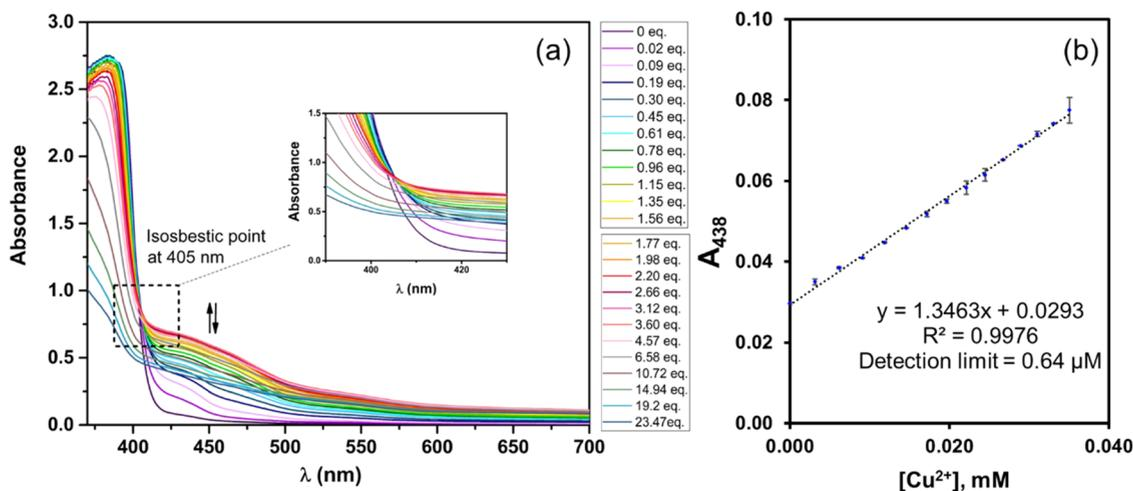 (a)
3.0
2.5
2.0
1.5
1.0
0.5
0.0
Absorbance
400
450
500
550
600
650
700
λ (nm)
Isosbestic point
at 405 nm
1.5
1.0
0.5
0.0
Absorbance
400
420
λ (nm)
0 eq.
0.02 eq.
0.09 eq.
0.19 eq.
0.30 eq.
0.45 eq.
0.61 eq.
0.78 eq.
0.96 eq.
1.15 eq.
1.35 eq.
1.56 eq.
1.77 eq.
1.98 eq.
2.20 eq.
2.66 eq.
3.12 eq.
3.60 eq.
4.57 eq.
6.58 eq.
10.72 eq.
14.94 eq.
19.2 eq.
23.47eq.
(b)
0.10
0.08
0.06
0.04
0.02
0.00
A438
y = 1.3463x + 0.0293
R² = 0.9976
Detection limit = 0.64 µM
0.000
0.020
0.040
[Cu²⁺], mM